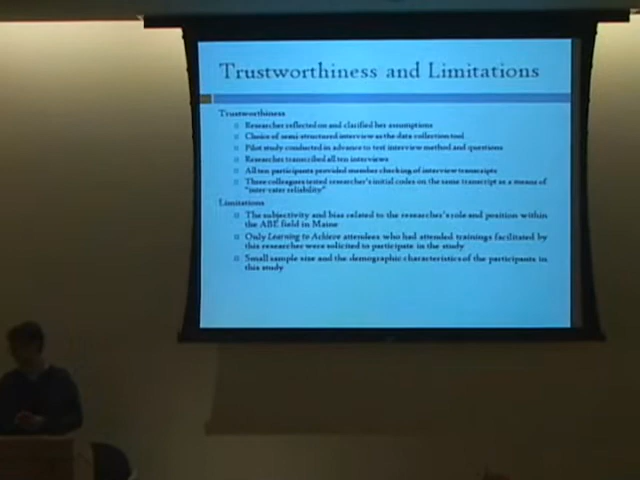 Trustworthiness and Limitations
Trustworthiness
Researcher reflected on and clarified her assumptions
Choice of semi-structured interview as the data collection tool
Pilot study conducted in advance to test interview method and questions
Researcher transcribed all ten interviews
All ten participants provided member checking of interview transcripts
Three colleagues tested researcher's initial codes on the same transcript as a means of
"inter-rater reliability"
Limitations
The subjectivity and bias related to the researcher's role and position within
the ABE field in Maine
Only Learning to Achieve attendees who had attended trainings facilitated by
this researcher were solicited to participate in the study
Small sample size and the demographic characteristics of the participants in
this study